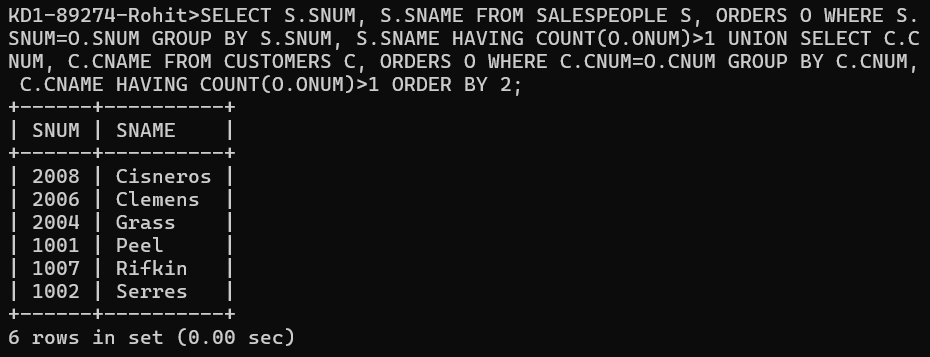 KD1-89274-Rohit>SELECT S.SNUM, S.SNAME FROM SALESPEOPLE S, ORDERS O WHERE S.
SNUM=O.SNUM GROUP BY S.SNUM, S.SNAME HAVING COUNT(O.ONUM)>1 UNION SELECT C.C
NUM, C.CNAME FROM CUSTOMERS C, ORDERS O WHERE C.CNUM=O.CNUM GROUP BY C.CNUM,
 C.CNAME HAVING COUNT(O.ONUM)>1 ORDER BY 2;
+------+----------+
| SNUM | SNAME    |
+------+----------+
| 2008 | Cisneros |
| 2006 | Clemens  |
| 2004 | Grass    |
| 1001 | Peel     |
| 1007 | Rifkin   |
| 1002 | Serres   |
+------+----------+
6 rows in set (0.00 sec)